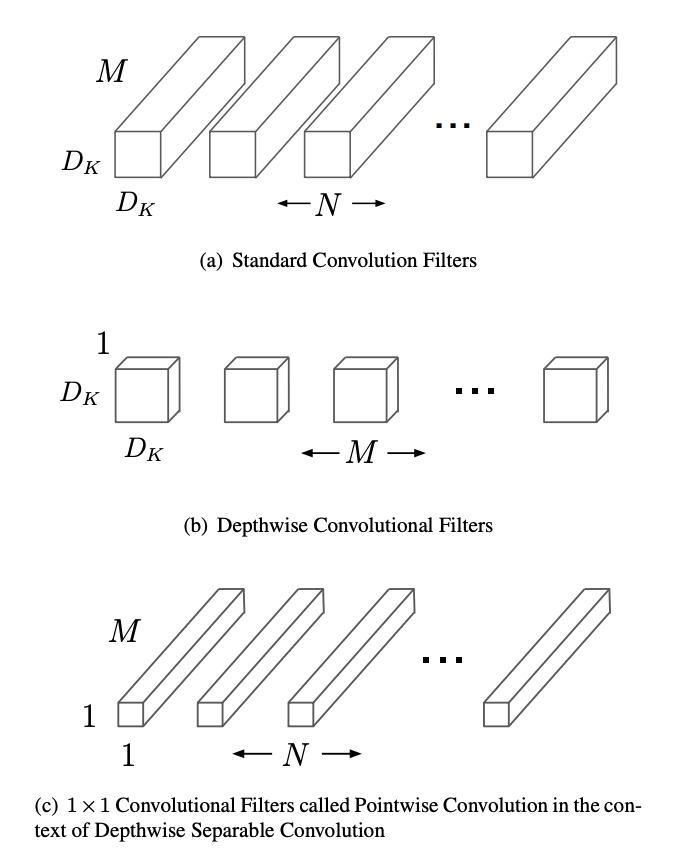 M
D_K
D_K
← N →
...
(a) Standard Convolution Filters
1
D_K
D_K
← M →
...
(b) Depthwise Convolutional Filters
M
1
1
← N →
...
(c) 1 × 1 Convolutional Filters called Pointwise Convolution in the con-
text of Depthwise Separable Convolution